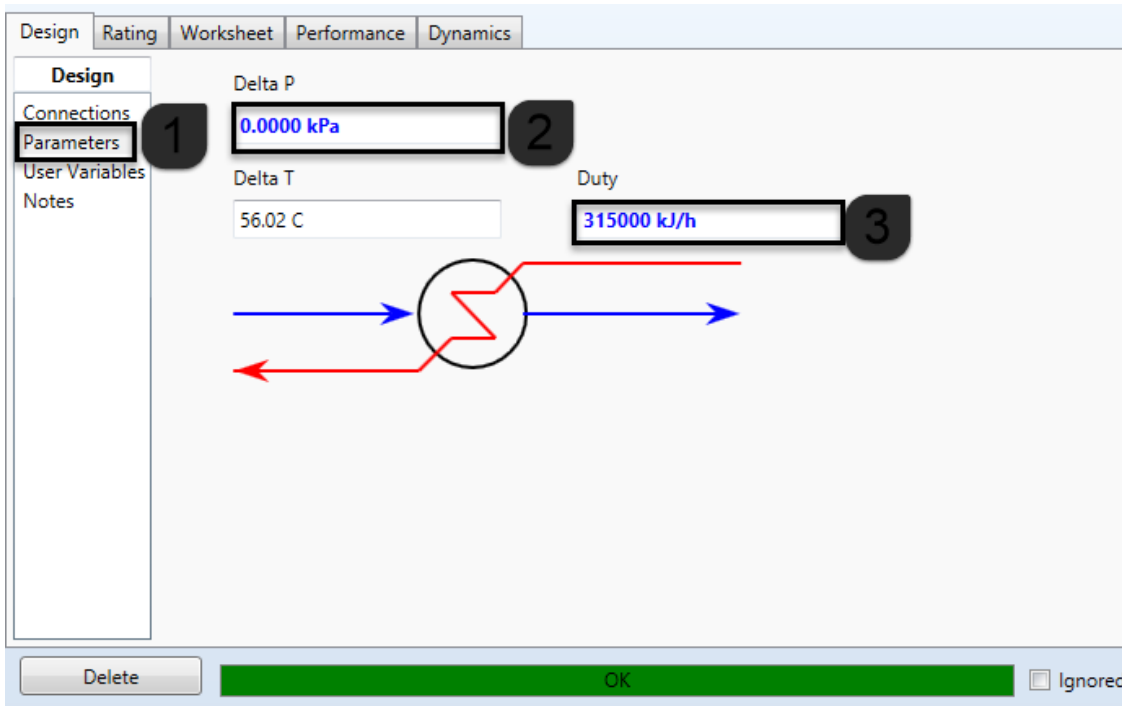 Design Rating Worksheet Performance Dynamics
Design
Connections
Parameters
User Variables
Notes
1
Delta P
0.0000 kPa
2
Delta T
56.02 C
Duty
315000 kJ/h
3
Delete
OK
Ignored